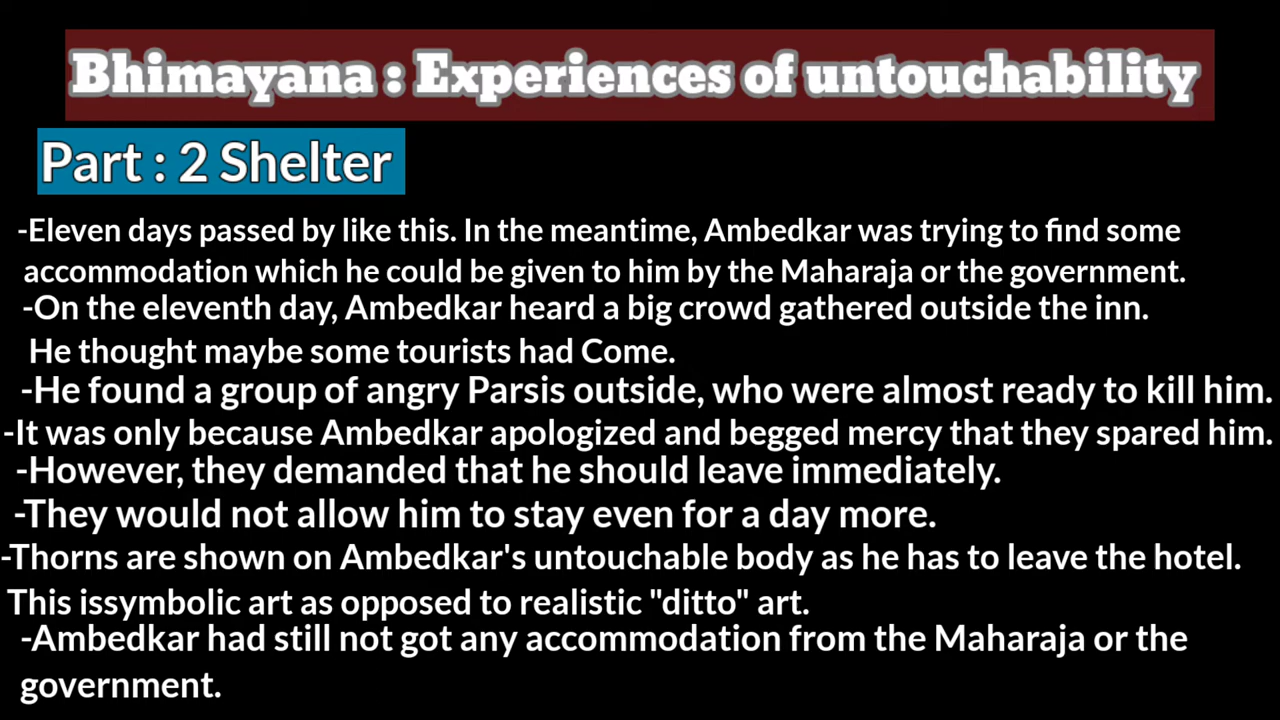 Bhimayana : Experiences of untouchability
Part : 2 Shelter
-Eleven days passed by like this. In the meantime, Ambedkar was trying to find some
accommodation which he could be given to him by the Maharaja or the government.
-On the eleventh day, Ambedkar heard a big crowd gathered outside the inn.
He thought maybe some tourists had Come.
-He found a group of angry Parsis outside, who were almost ready to kill him.
-It was only because Ambedkar apologized and begged mercy that they spared him.
-However, they demanded that he should leave immediately.
-They would not allow him to stay even for a day more.
-Thorns are shown on Ambedkar's untouchable body as he has to leave the hotel.
This issymbolic art as opposed to realistic "ditto" art.
-Ambedkar had still not got any accommodation from the Maharaja or the
government.